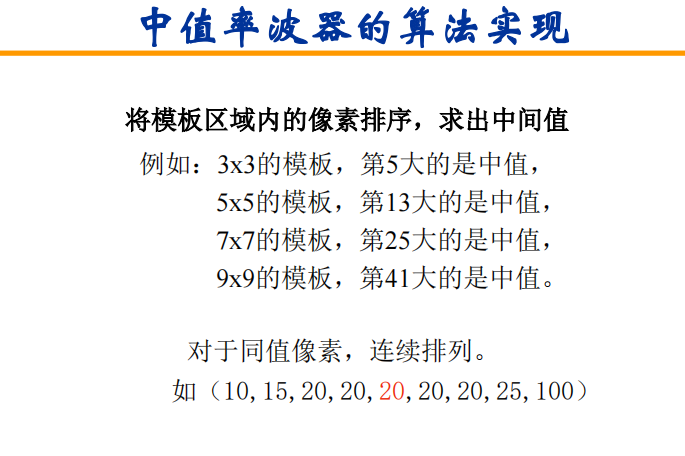 中值率波器的算法实现
将模板区域内的像素排序，求出中间值
例如：3x3的模板，第5大的是中值，
5x5的模板，第13大的是中值，
7x7的模板，第25大的是中值，
9x9的模板，第41大的是中值。
对于同值像素，连续排列。
如（10,15,20,20,20,20,20,25,100）